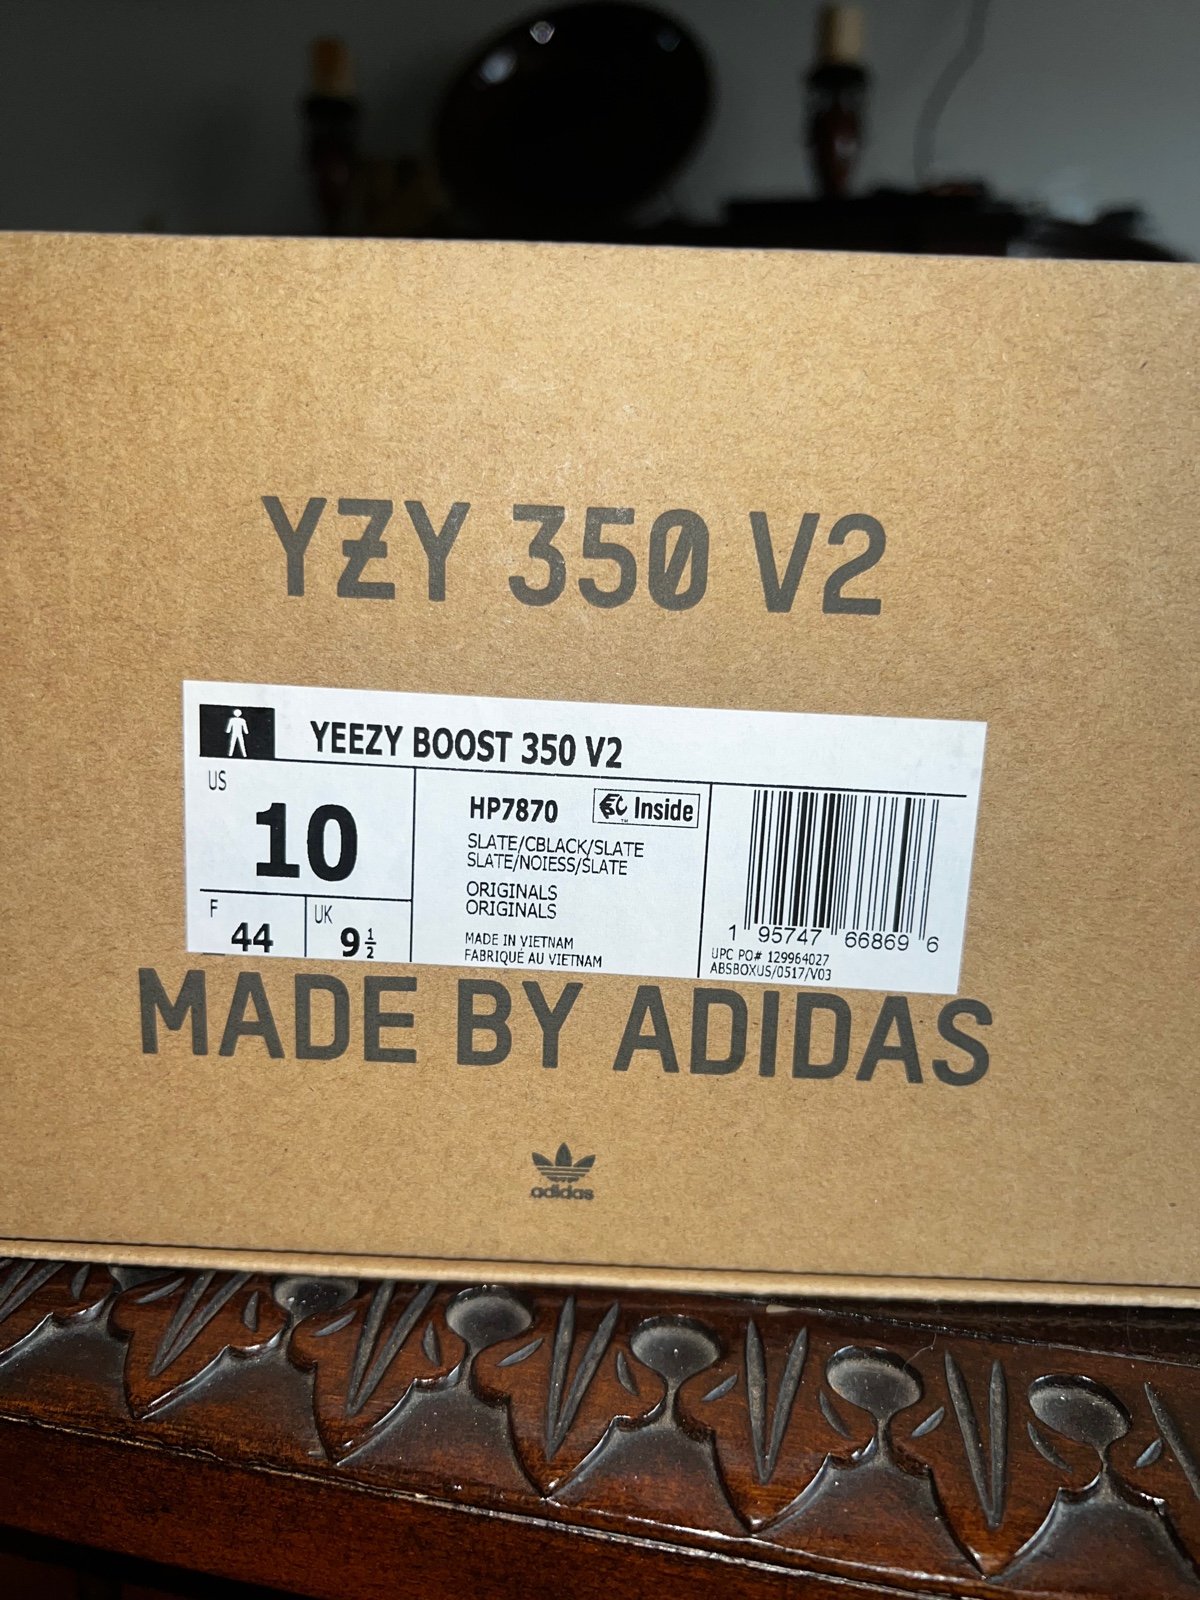 YZY 350 V2
YEEZY BOOST 350 V2
US
10
F
44
UK
9 1/2
HP7870
Inside
SLATE/CBLACK/SLATE
SLATE/NOIESS/SLATE
ORIGINALS
ORIGINALS
MADE IN VIETNAM
FABRIQUÉ AU VIETNAM
1 95747 66869 6
UPC PO# 129964027
ABSBOXUS/0517/V03
MADE BY ADIDAS
adidas